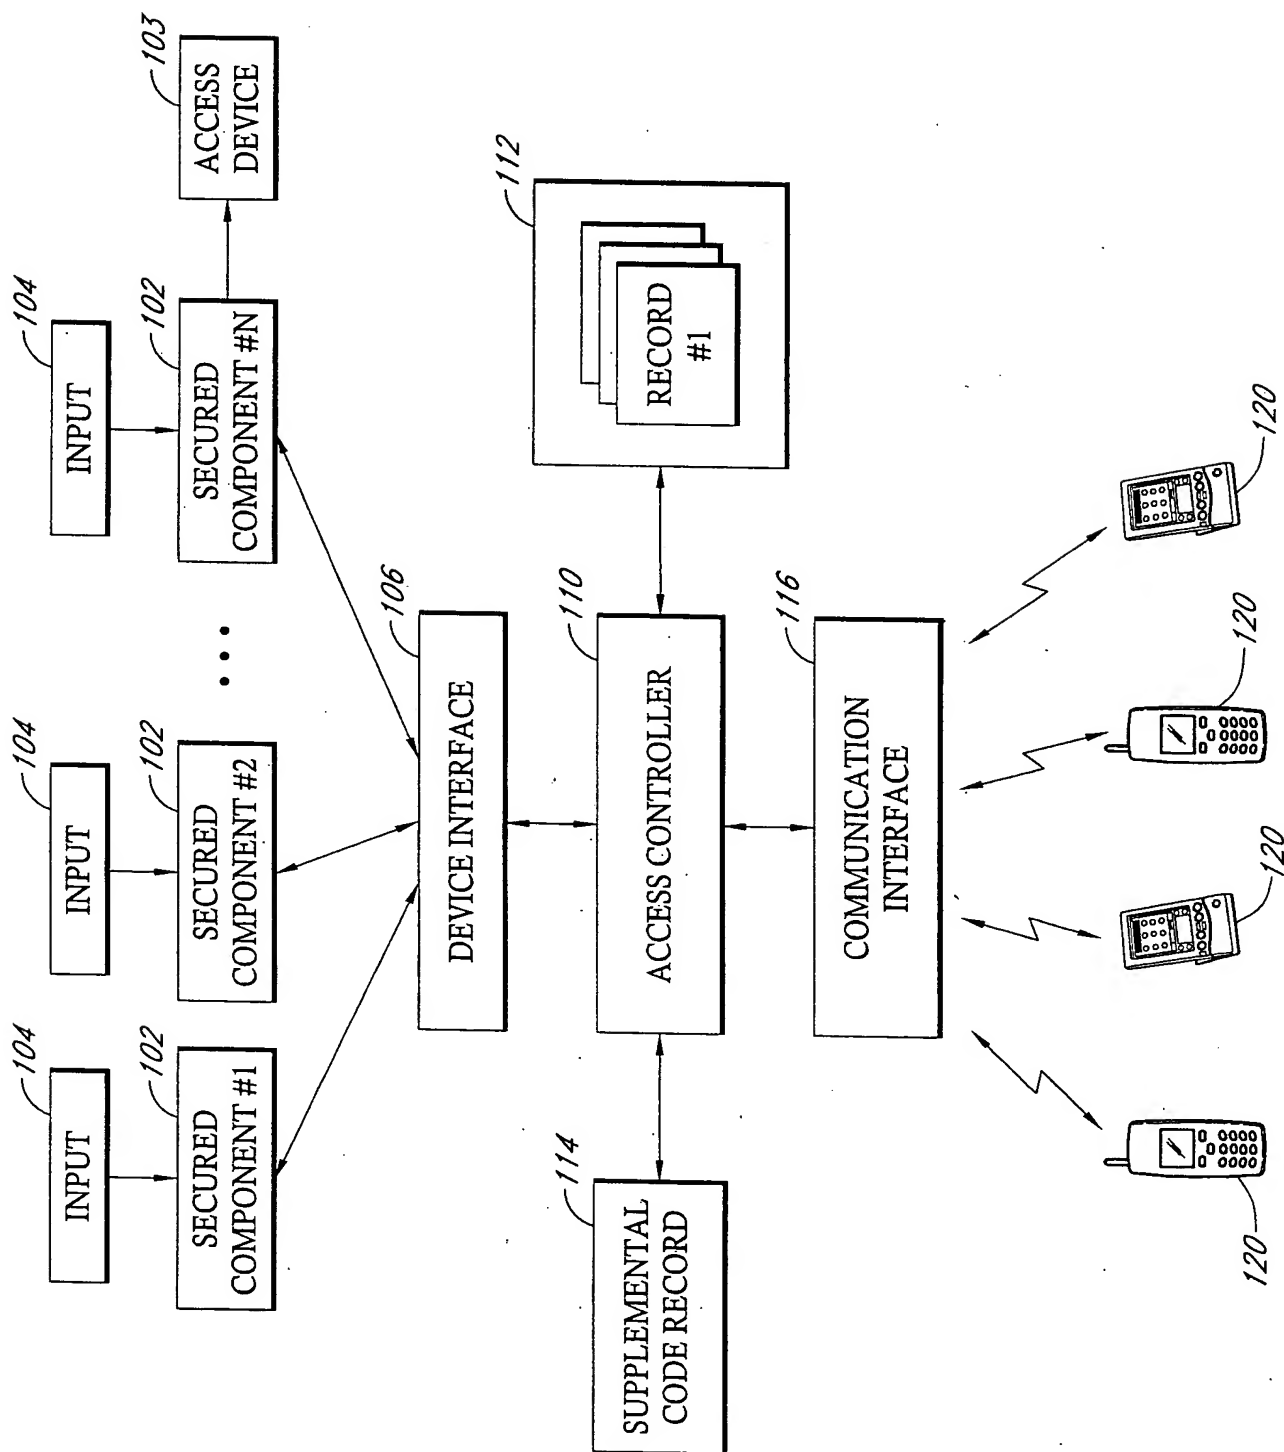 104
INPUT
102
SECURED
COMPONENT #1
104
INPUT
102
SECURED
COMPONENT #2
104
INPUT
102
SECURED
COMPONENT #N
103
ACCESS
DEVICE
106
DEVICE INTERFACE
114
SUPPLEMENTAL
CODE RECORD
110
ACCESS CONTROLLER
112
RECORD
#1
116
COMMUNICATION
INTERFACE
120
120
120
120